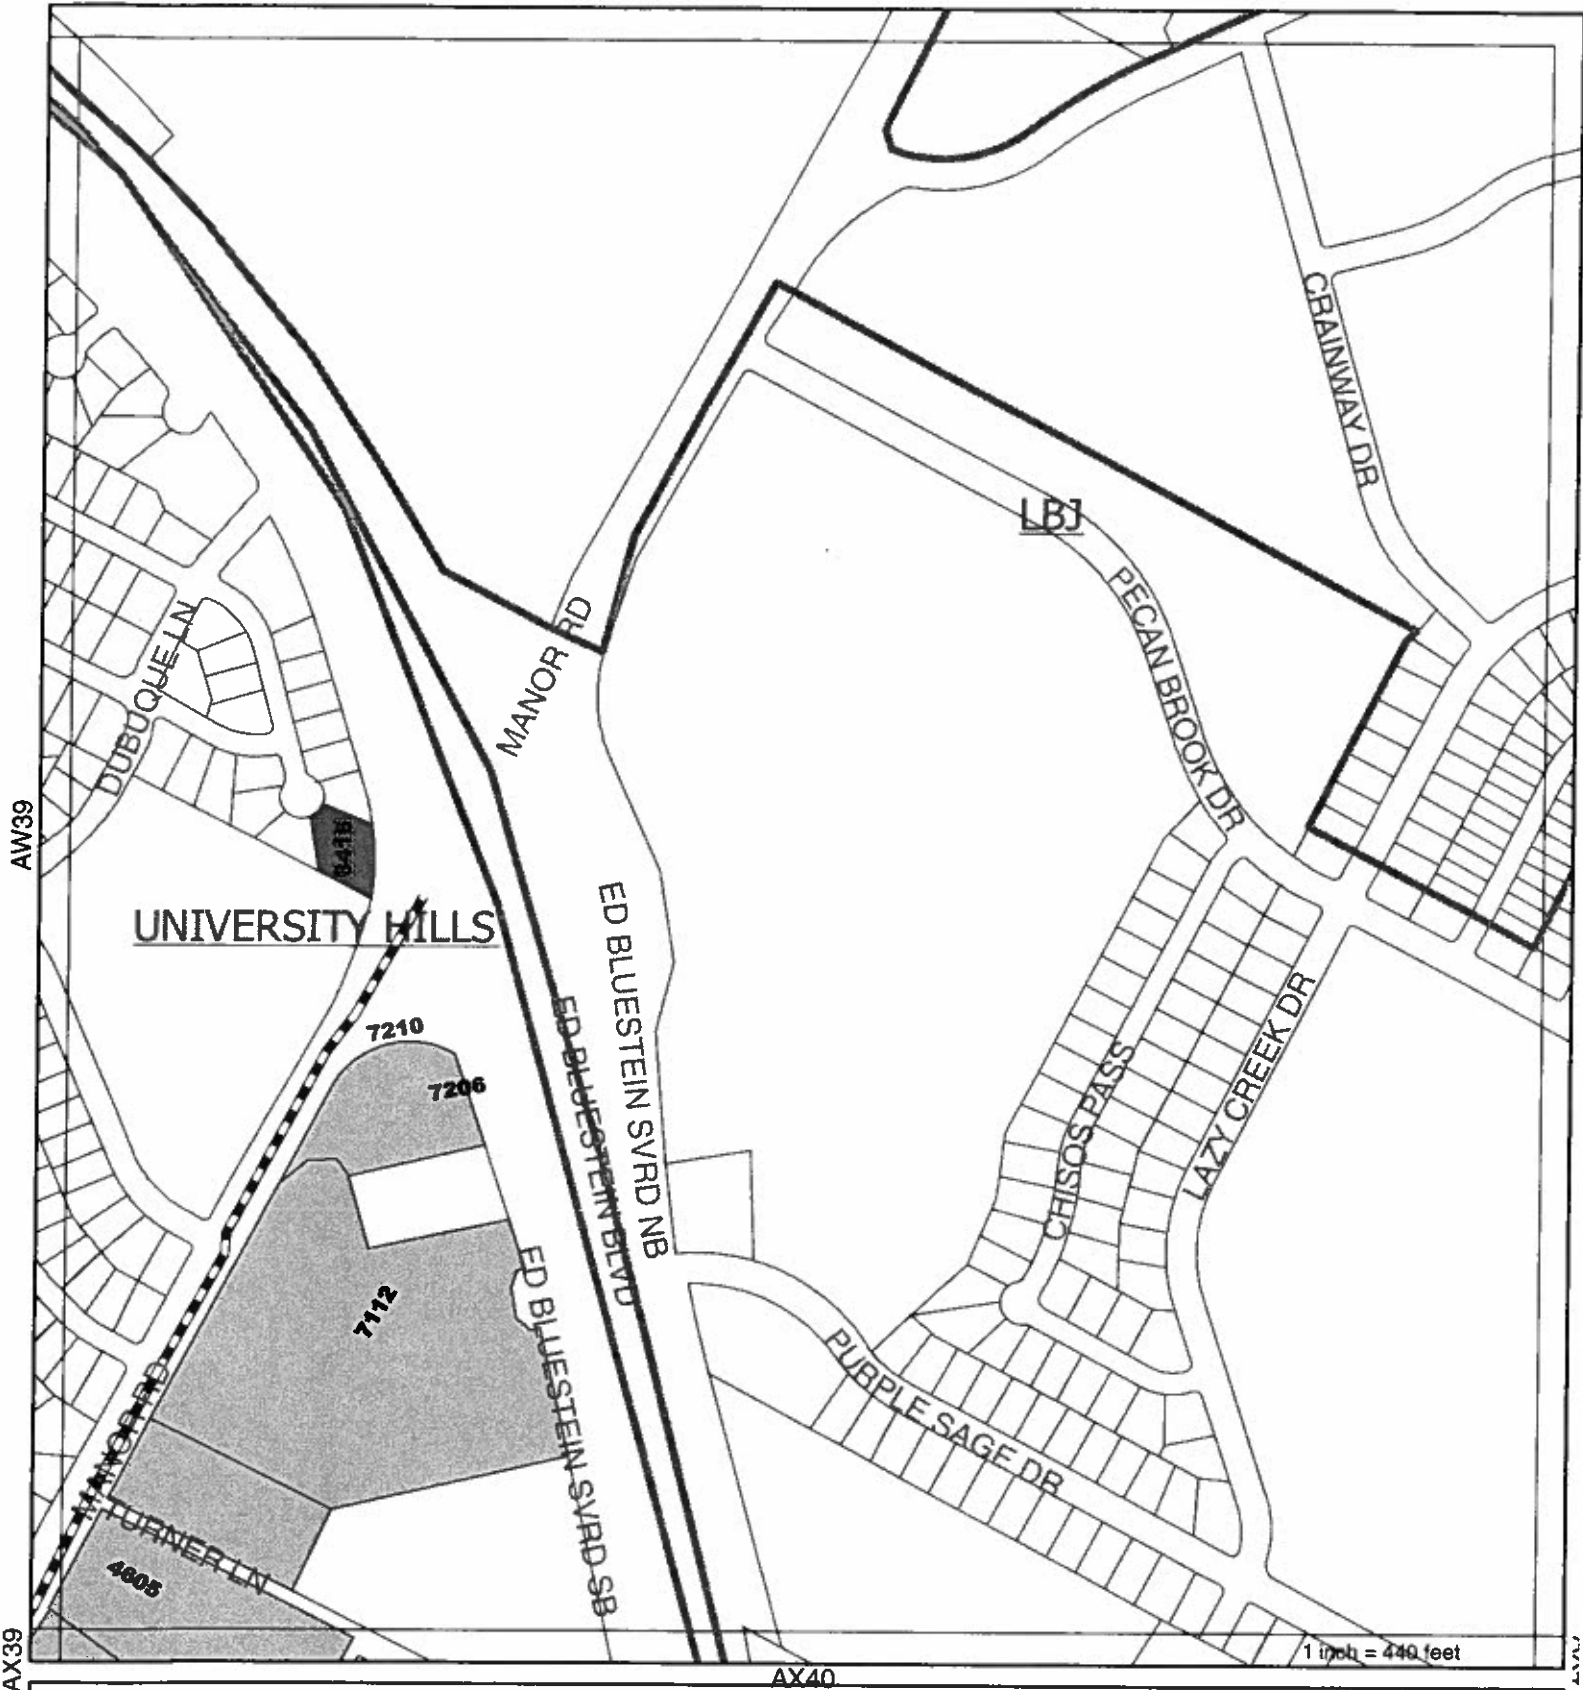 CRAINWAY DR
LBJ
PECAN BROOK DR
MANOR RD
DUBUQUE LN
AW39
UNIVERSITY HILLS
ED BLUESTEIN SVRD NB
ED BLUESTEIN BLVD
7210
7206
LAZY CREEK DR
CHISOS PASS
7112
ED BLUESTEIN SVRD SB
PURPLE SAGE DR
MANOR RD
TURNER LN
4605
AX39
1 inch = 440 feet
AX40